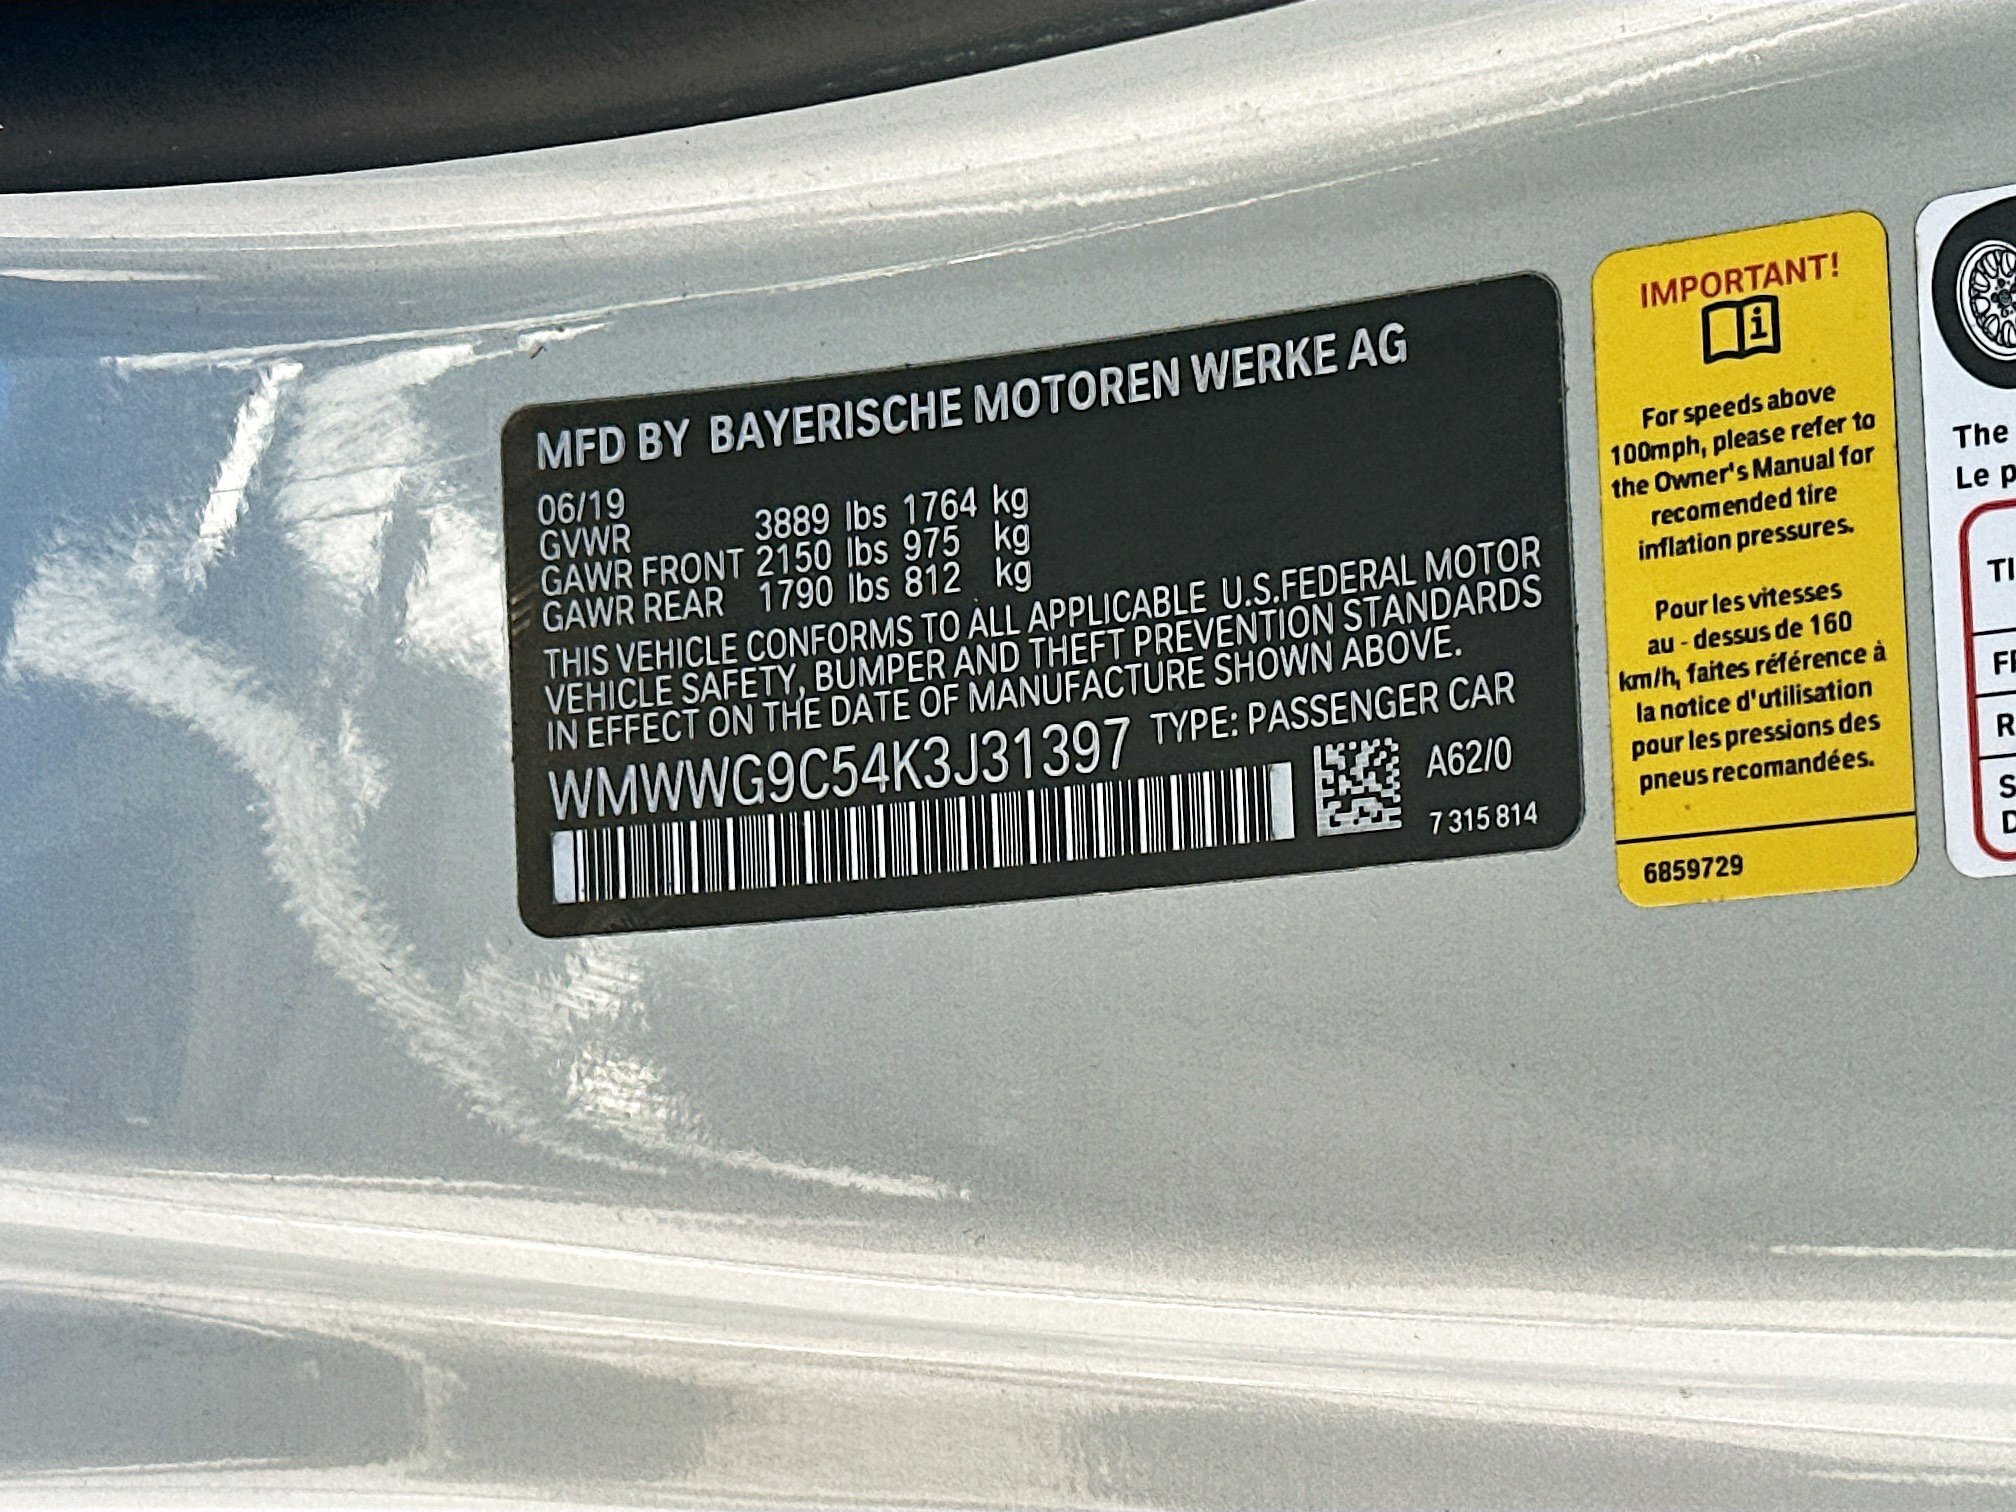 MFD BY BAYERISCHE MOTOREN WERKE AG
06/19
GVWR 3889 lbs 1764 kg
GAWR FRONT 2150 lbs 975 kg
GAWR REAR 1790 lbs 812 kg
THIS VEHICLE CONFORMS TO ALL APPLICABLE U.S.FEDERAL MOTOR
VEHICLE SAFETY, BUMPER AND THEFT PREVENTION STANDARDS
IN EFFECT ON THE DATE OF MANUFACTURE SHOWN ABOVE.
WMWWG9C54K3J31397 TYPE: PASSENGER CAR
A62/0
7 315 814
IMPORTANT!
For speeds above
100mph, please refer to
the Owner's Manual for
recomended tire
inflation pressures.
Pour les vitesses
au - dessus de 160
km/h, faites référence à
la notice d'utilisation
pour les pressions des
pneus recomandées.
6859729
The
Le